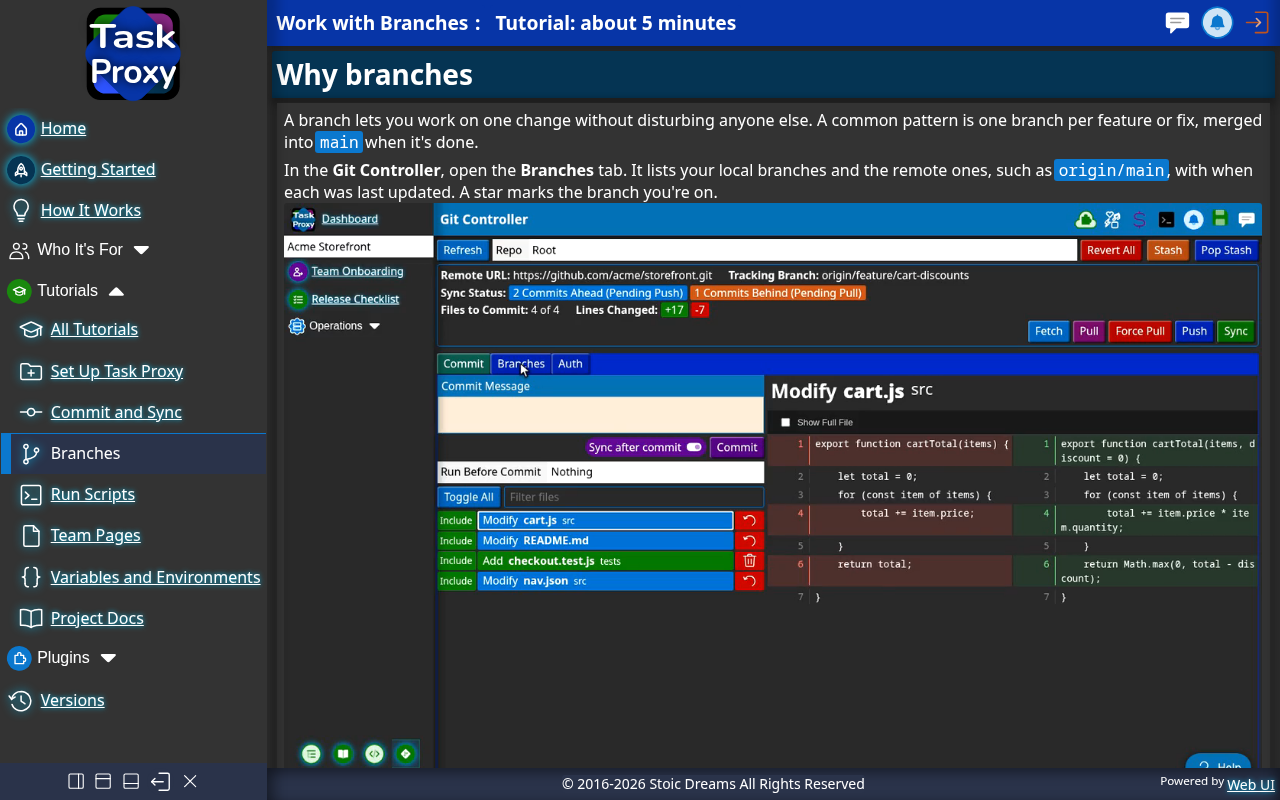 Task
Proxy
Home
Getting Started
How It Works
Who It's For
Tutorials
All Tutorials
Set Up Task Proxy
Commit and Sync
Branches
Run Scripts
Team Pages
Variables and Environments
Project Docs
Plugins
Versions
Work with Branches : Tutorial: about 5 minutes
Why branches
A branch lets you work on one change without disturbing anyone else. A common pattern is one branch per feature or fix, merged
into main when it's done.
In the Git Controller, open the Branches tab. It lists your local branches and the remote ones, such as origin/main, with when
each was last updated. A star marks the branch you're on.
Task
Proxy
Dashboard
Acme Storefront
Team Onboarding
Release Checklist
Operations
Git Controller
Refresh Repo Root Revert All Stash Pop Stash
Remote URL: https://github.com/acme/storefront.git Tracking Branch: origin/feature/cart-discounts
Sync Status: 2 Commits Ahead (Pending Push) 1 Commits Behind (Pending Pull)
Files to Commit: 4 of 4 Lines Changed: +17 -7
Fetch Pull Force Pull Push Sync
Commit Branches Auth
Commit Message
Sync after commit Commit
Run Before Commit Nothing
Toggle All Filter files
Include Modify cart.js src
Include Modify README.md
Include Add checkout.test.js tests
Include Modify nav.json src
Modify cart.js src
Show Full File
1 export function cartTotal(items) { 1 export function cartTotal(items, d
iscount = 0) {
2 let total = 0; 2 let total = 0;
3 for (const item of items) { 3 for (const item of items) {
4 total += item.price; 4 total += item.price * ite
m.quantity;
5 } 5 }
6 return total; 6 return Math.max(0, total - dis
count);
7 } 7 }
Help
© 2016-2026 Stoic Dreams All Rights Reserved
Powered by Web UI